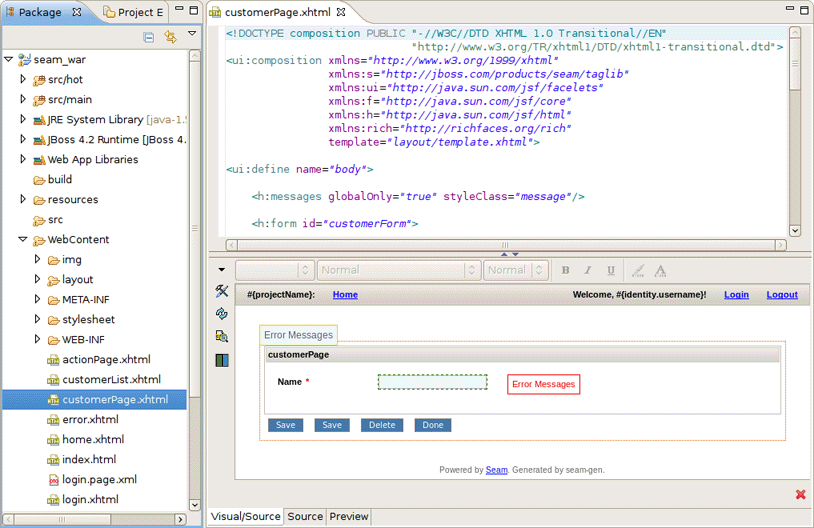 Package
Project E
seam_war
src/hot
src/main
JRE System Library [java-1.5
JBoss 4.2 Runtime [JBoss 4.
Web App Libraries
build
resources
src
WebContent
img
layout
META-INF
stylesheet
WEB-INF
actionPage.xhtml
customerList.xhtml
customerPage.xhtml
error.xhtml
home.xhtml
index.html
login.page.xml
login.xhtml
customerPage.xhtml
<!DOCTYPE composition PUBLIC "-//W3C//DTD XHTML 1.0 Transitional//EN"
"http://www.w3.org/TR/xhtml1/DTD/xhtml1-transitional.dtd">
<ui:composition xmlns="http://www.w3.org/1999/xhtml"
xmlns:s="http://jboss.com/products/seam/taglib"
xmlns:ui="http://java.sun.com/jsf/facelets"
xmlns:f="http://java.sun.com/jsf/core"
xmlns:h="http://java.sun.com/jsf/html"
xmlns:rich="http://richfaces.org/rich"
template="layout/template.xhtml">
<ui:define name="body">
<h:messages globalOnly="true" styleClass="message"/>
<h:form id="customerForm">
Normal Normal B I U
#{projectName}: Home Welcome, #{identity.username}! Login Logout
Error Messages
customerPage
Name * Error Messages
Save Save Delete Done
Powered by Seam. Generated by seam-gen.
Visual/Source Source Preview